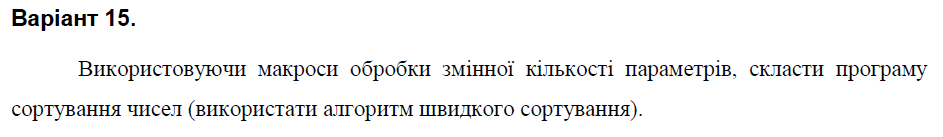 Варіант 15.
Використовуючи макроси обробки змінної кількості параметрів, скласти програму
сортування чисел (використати алгоритм швидкого сортування).